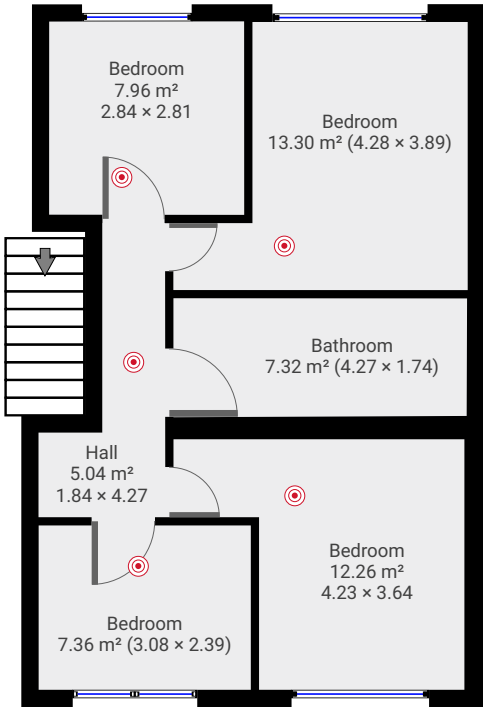 Bedroom
7.96 m²
2.84 × 2.81
Bedroom
13.30 m² (4.28 × 3.89)
Bathroom
7.32 m² (4.27 × 1.74)
Hall
5.04 m²
1.84 × 4.27
Bedroom
12.26 m²
4.23 × 3.64
Bedroom
7.36 m² (3.08 × 2.39)